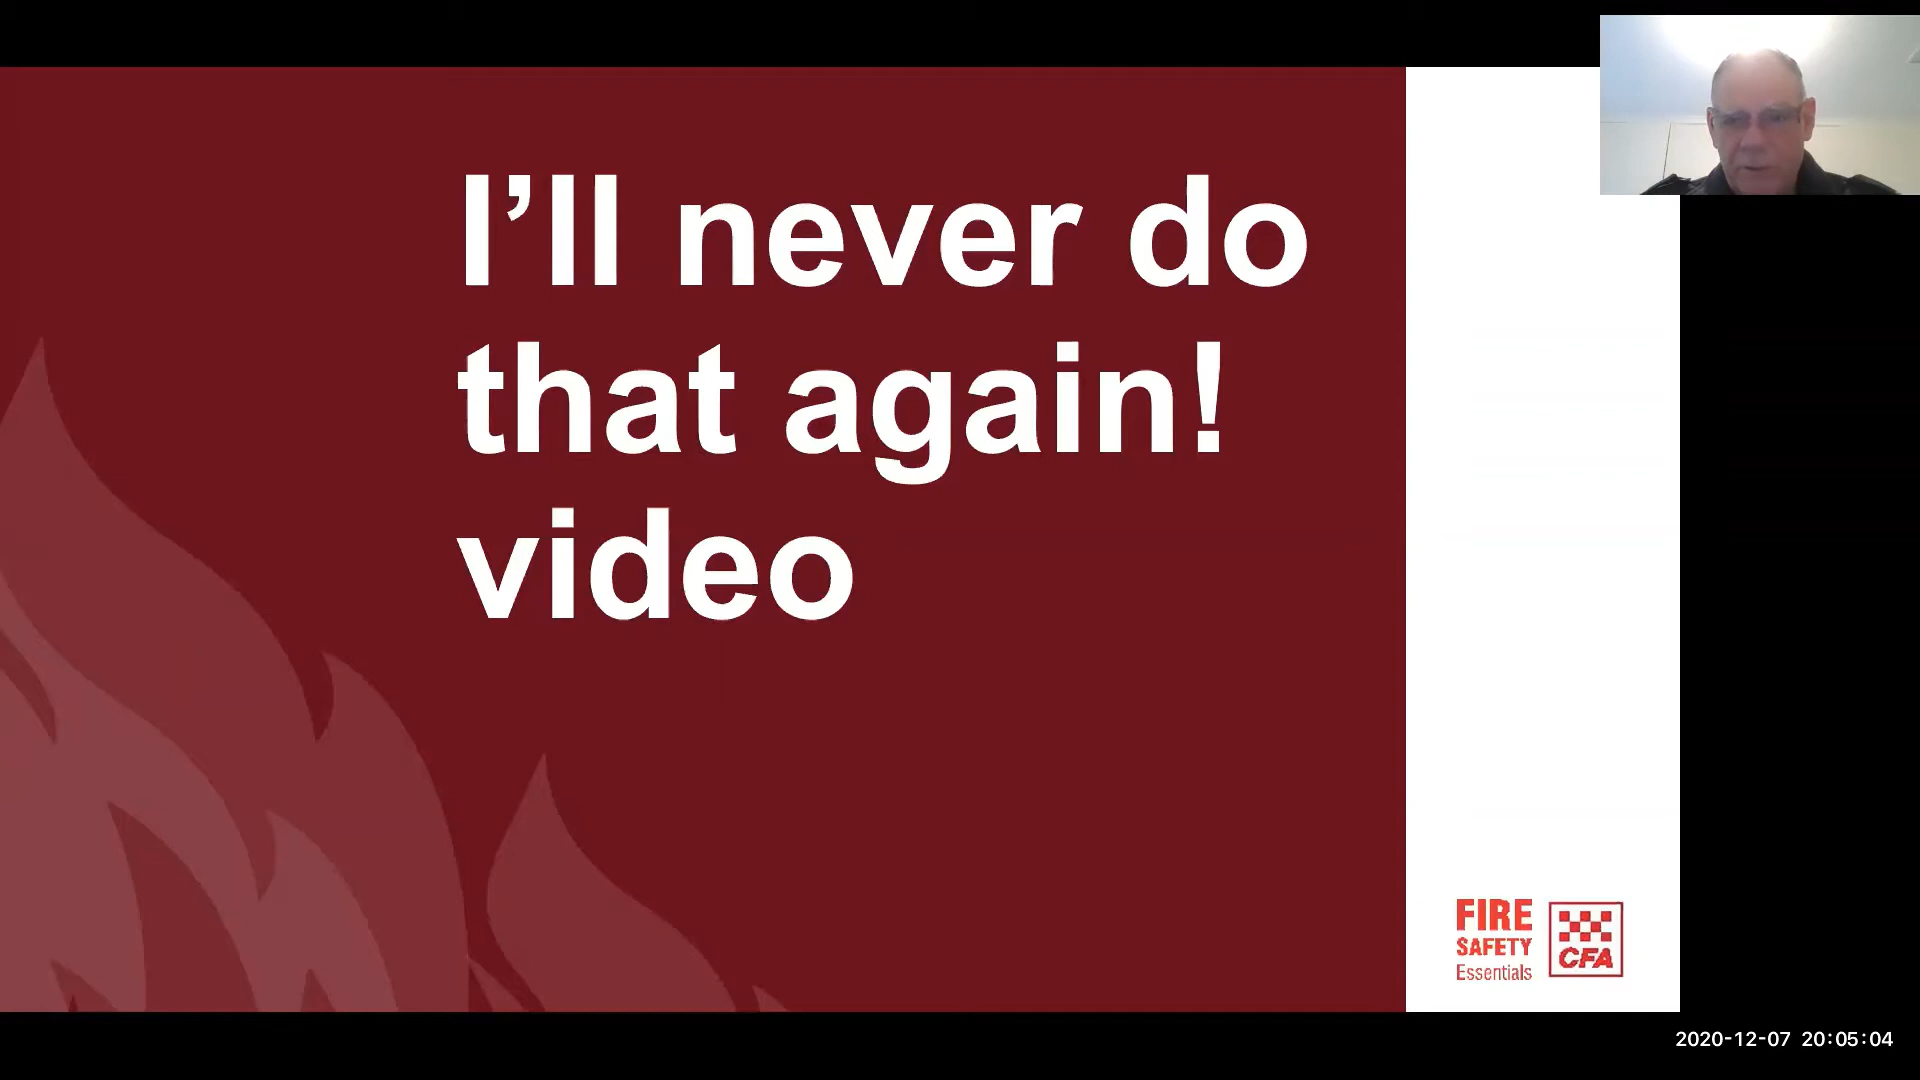 I’ll never do
that again!
video
FIRE
SAFETY
Essentials
CFA
2020-12-07 20:05:04